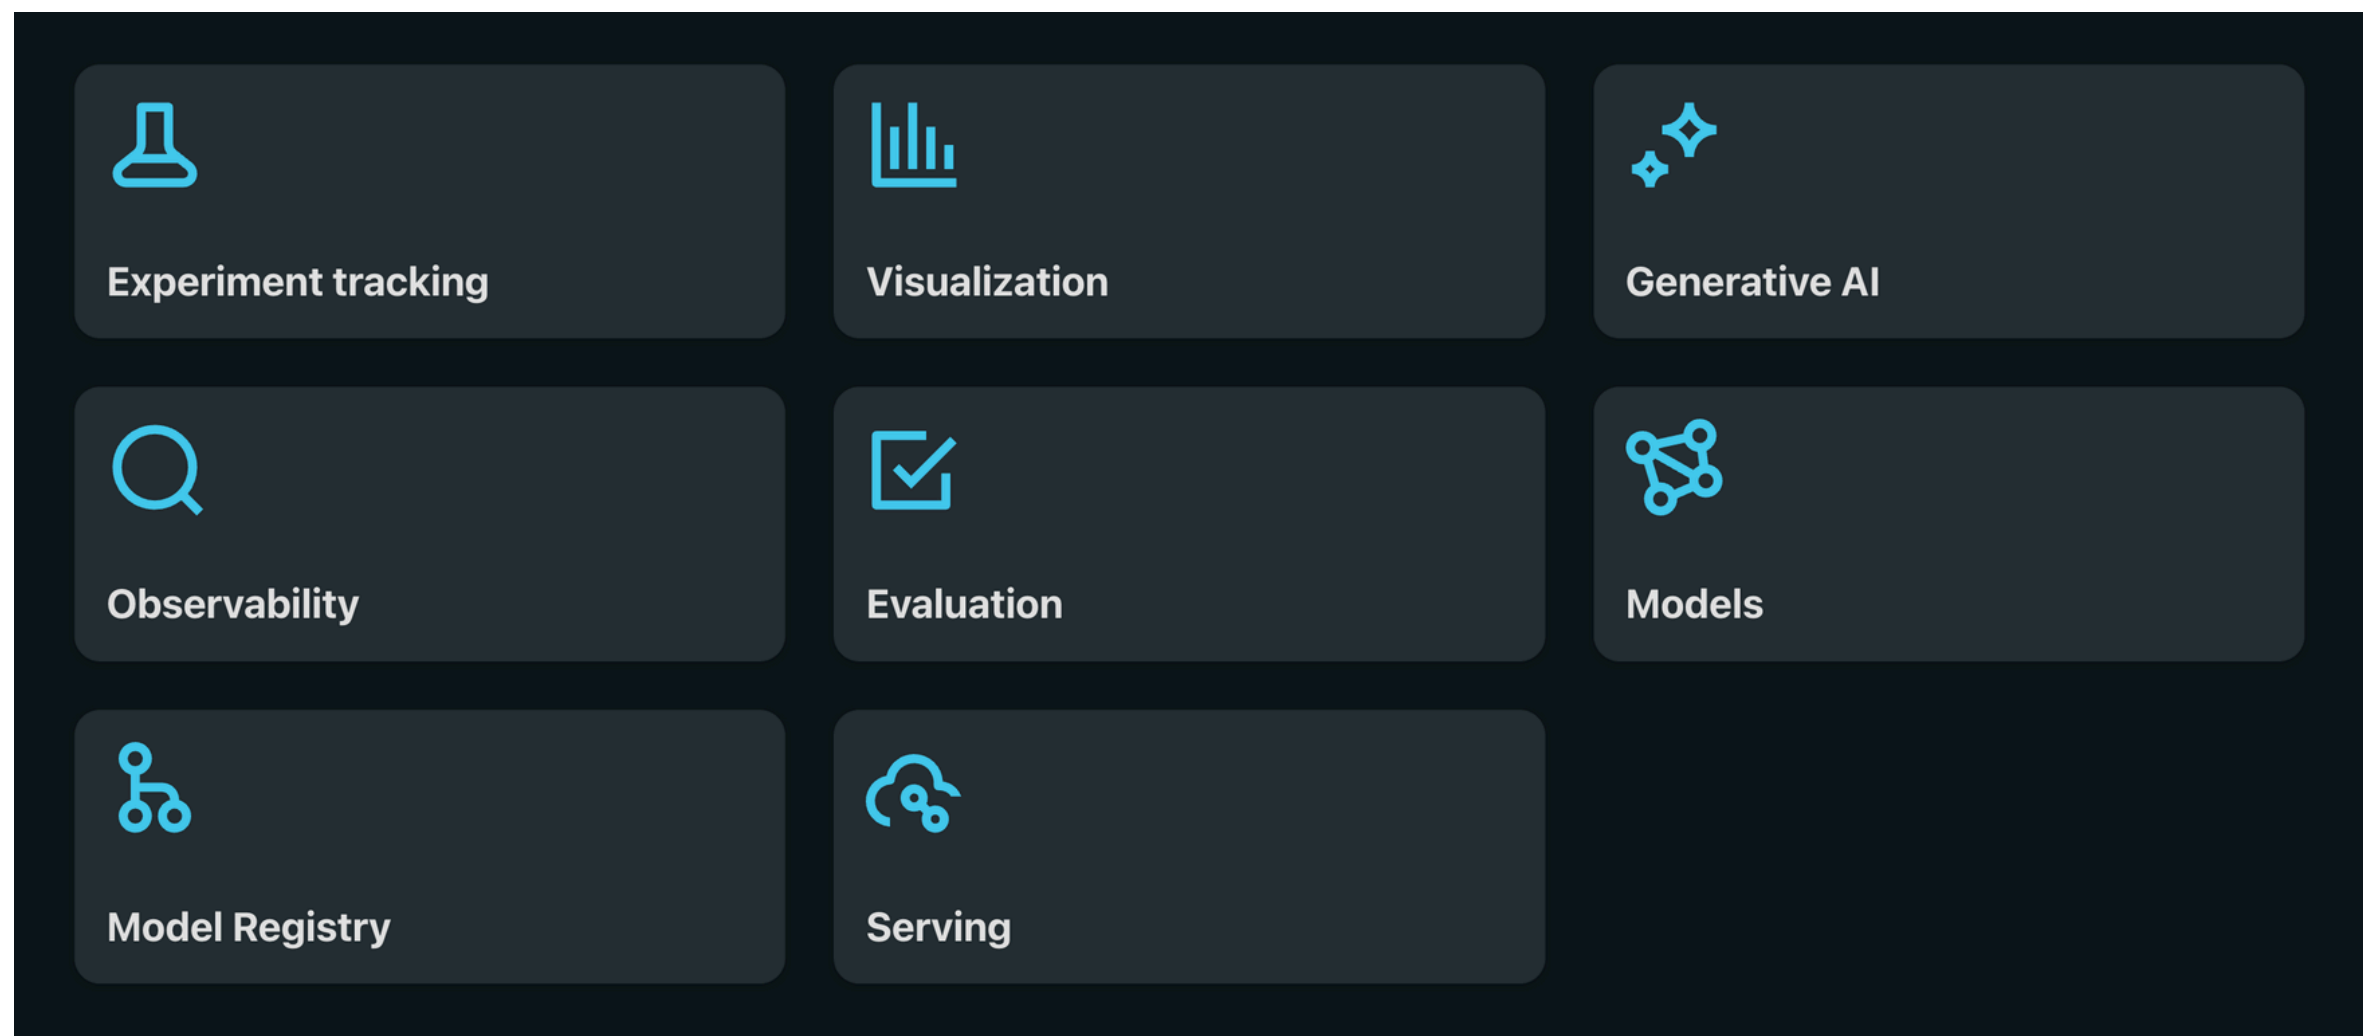 Experiment tracking
Visualization
Generative AI
Observability
Evaluation
Models
Model Registry
Serving